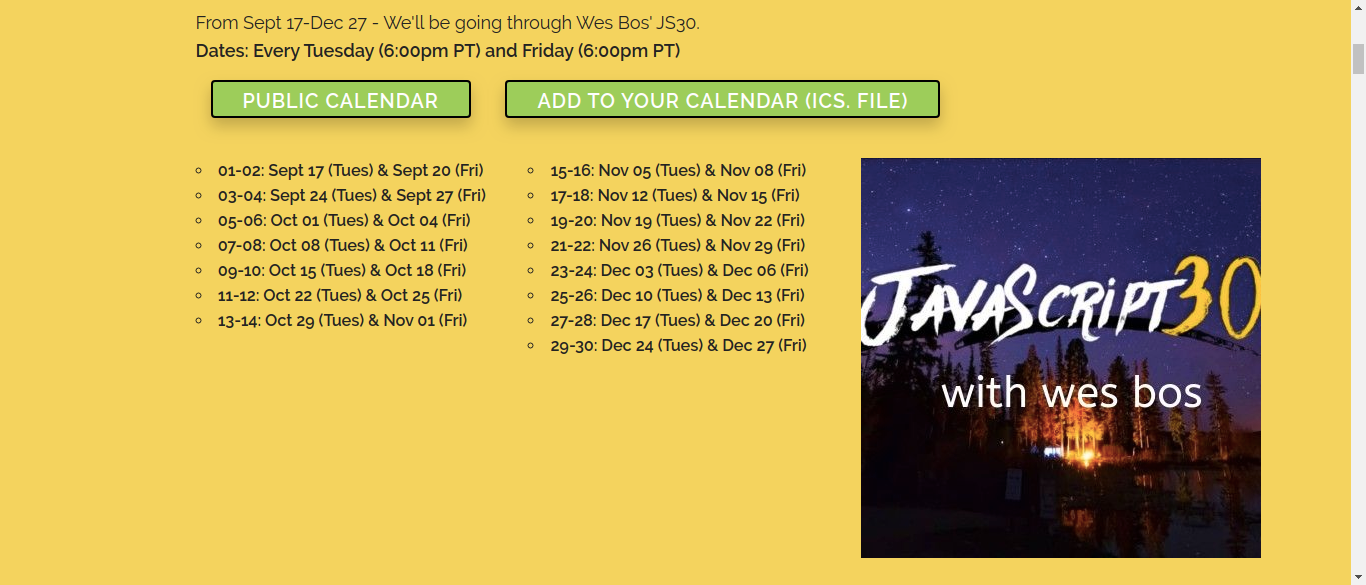 From Sept 17-Dec 27 - We'll be going through Wes Bos' JS30.
Dates: Every Tuesday (6:00pm PT) and Friday (6:00pm PT)
PUBLIC CALENDAR
ADD TO YOUR CALENDAR (ICS. FILE)
01-02: Sept 17 (Tues) & Sept 20 (Fri)
03-04: Sept 24 (Tues) & Sept 27 (Fri)
05-06: Oct 01 (Tues) & Oct 04 (Fri)
07-08: Oct 08 (Tues) & Oct 11 (Fri)
09-10: Oct 15 (Tues) & Oct 18 (Fri)
11-12: Oct 22 (Tues) & Oct 25 (Fri)
13-14: Oct 29 (Tues) & Nov 01 (Fri)
15-16: Nov 05 (Tues) & Nov 08 (Fri)
17-18: Nov 12 (Tues) & Nov 15 (Fri)
19-20: Nov 19 (Tues) & Nov 22 (Fri)
21-22: Nov 26 (Tues) & Nov 29 (Fri)
23-24: Dec 03 (Tues) & Dec 06 (Fri)
25-26: Dec 10 (Tues) & Dec 13 (Fri)
27-28: Dec 17 (Tues) & Dec 20 (Fri)
29-30: Dec 24 (Tues) & Dec 27 (Fri)
JAVASCRIPT30
with wes bos